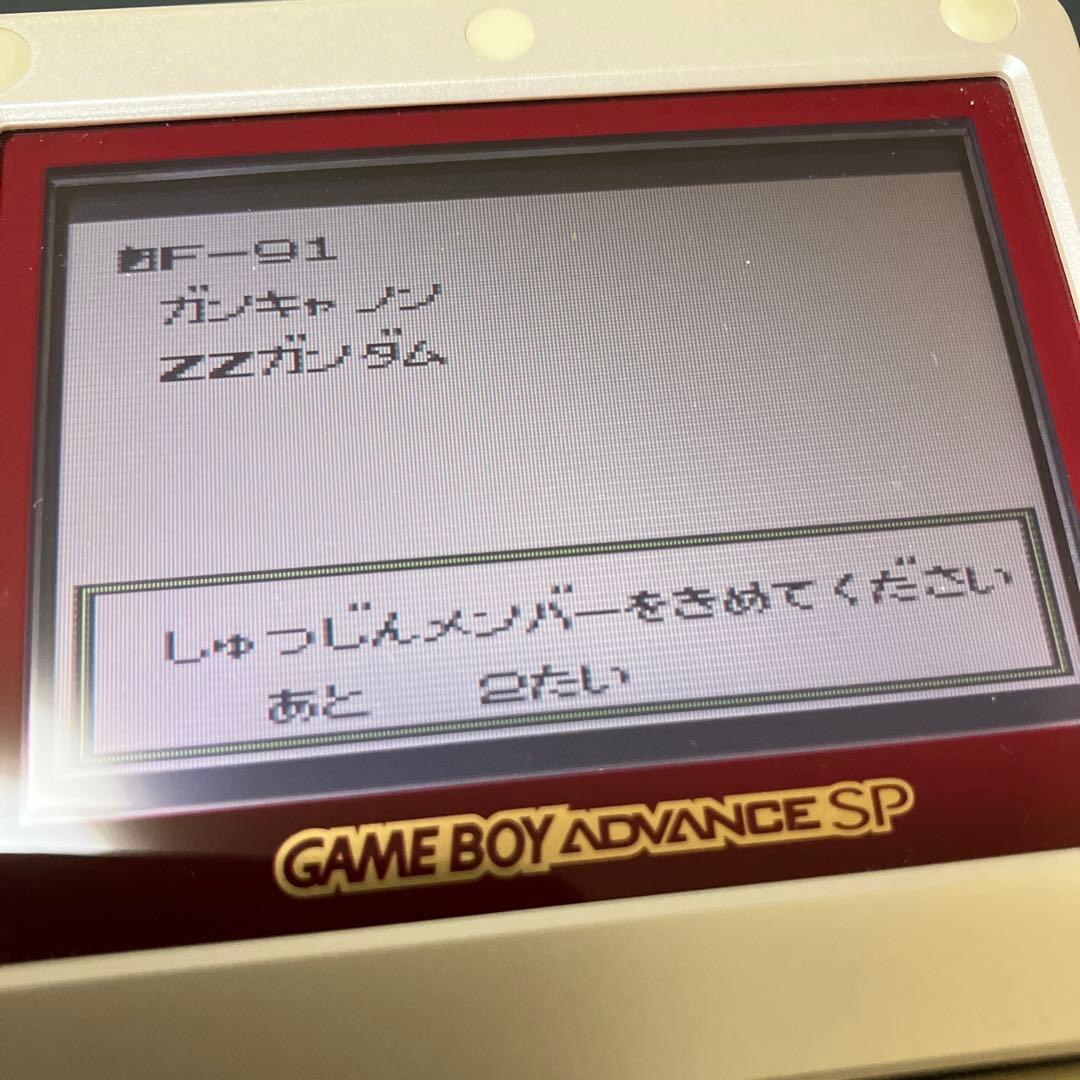 F-91
ガンキャノン
ZZガンダム
しゅつじんメンバーをきめてください
あと 2たい
GAME BOY ADVANCE SP